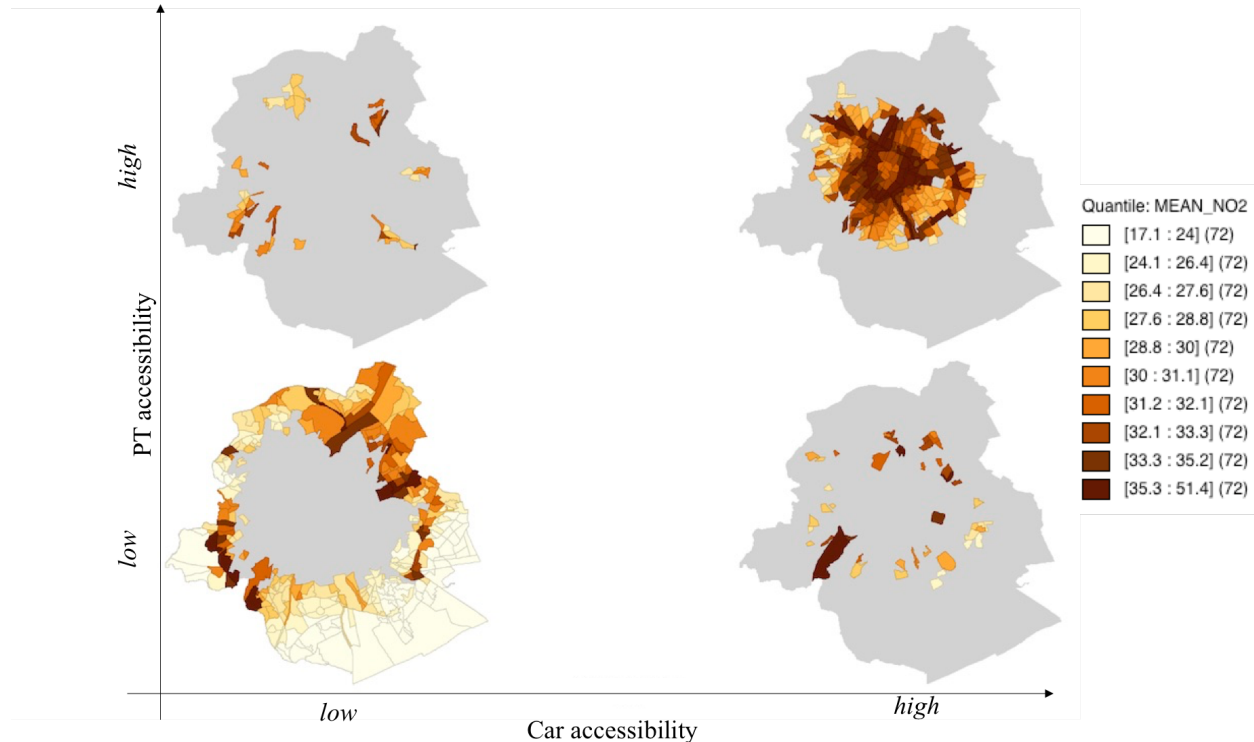 high
PT accessibility
low
low
high
Car accessibility
Quantile: MEAN_NO2
[17.1 : 24] (72)
[24.1 : 26.4] (72)
[26.4 : 27.6] (72)
[27.6 : 28.8] (72)
[28.8 : 30] (72)
[30 : 31.1] (72)
[31.2 : 32.1] (72)
[32.1 : 33.3] (72)
[33.3 : 35.2] (72)
[35.3 : 51.4] (72)